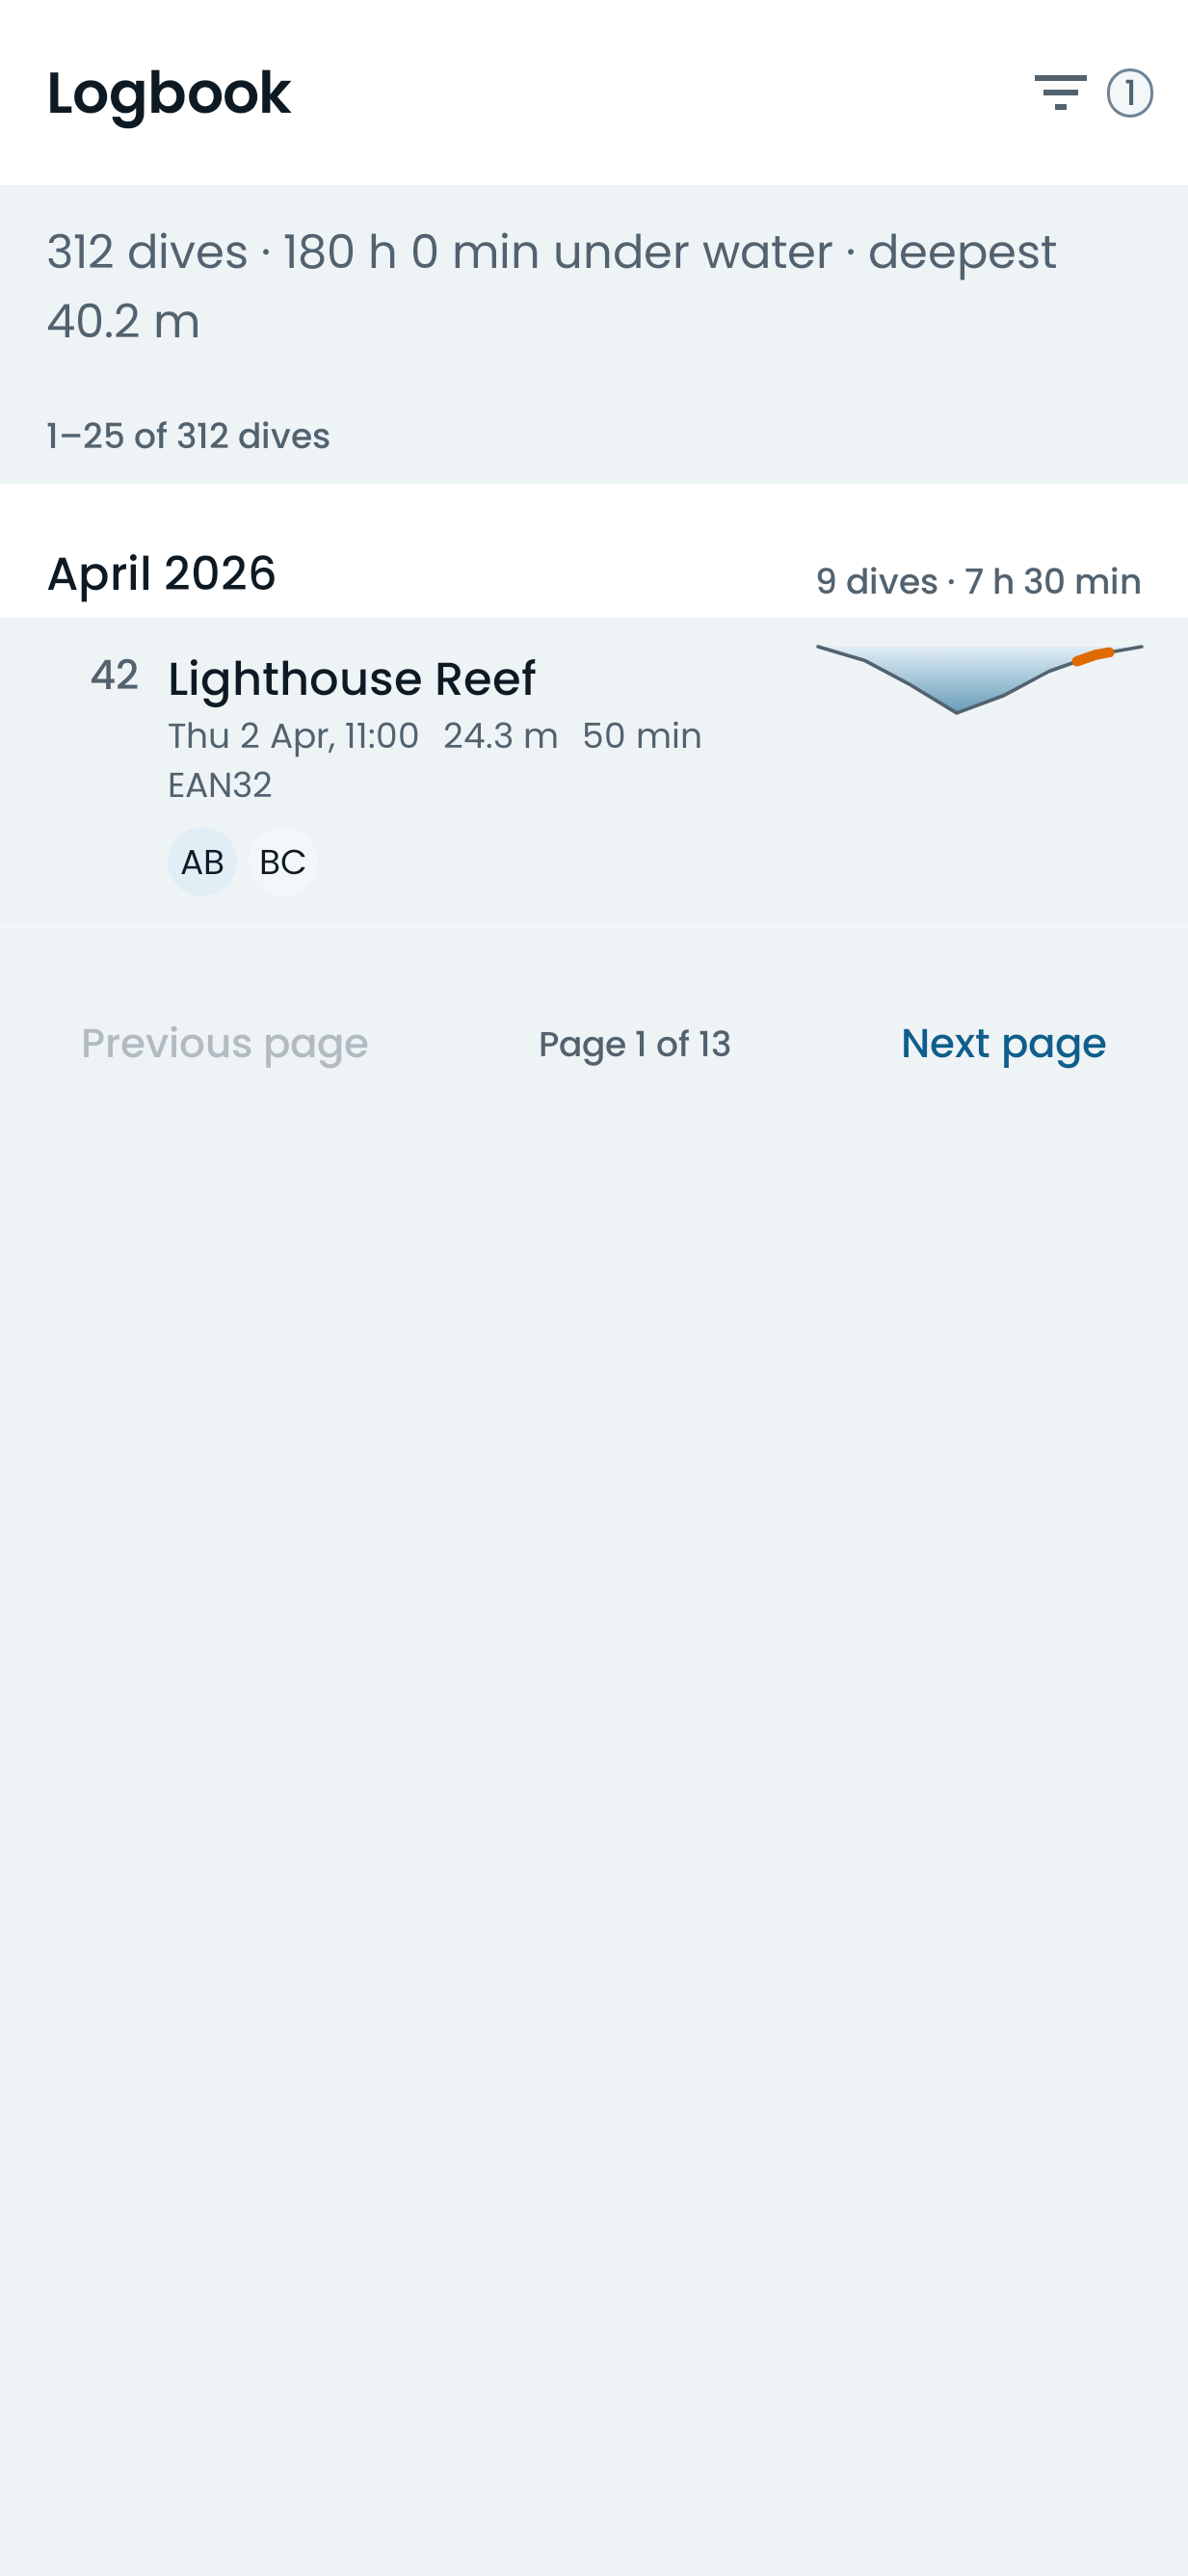 Logbook
1
312 dives · 180 h 0 min under water · deepest
40.2 m
1–25 of 312 dives
April 2026
9 dives · 7 h 30 min
42
Lighthouse Reef
Thu 2 Apr, 11:00 24.3 m 50 min
EAN32
AB BC
Previous page
Page 1 of 13
Next page